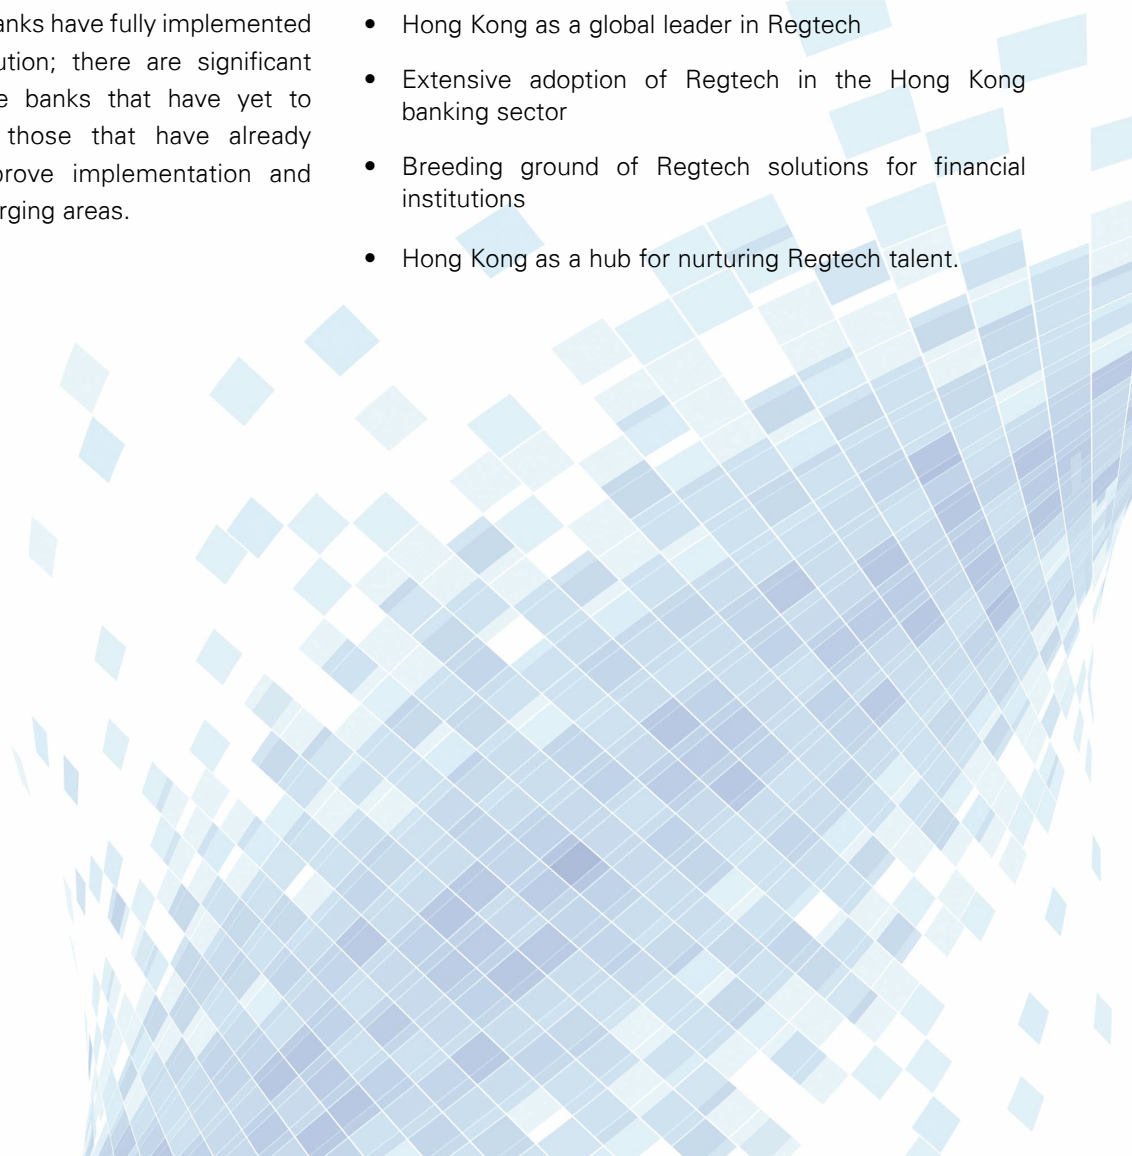 anks have fully implemented
ution; there are significant
e banks that have yet to
those that have already
prove implementation and
rging areas.
• Hong Kong as a global leader in Regtech
• Extensive adoption of Regtech in the Hong Kong
banking sector
• Breeding ground of Regtech solutions for financial
institutions
• Hong Kong as a hub for nurturing Regtech talent.